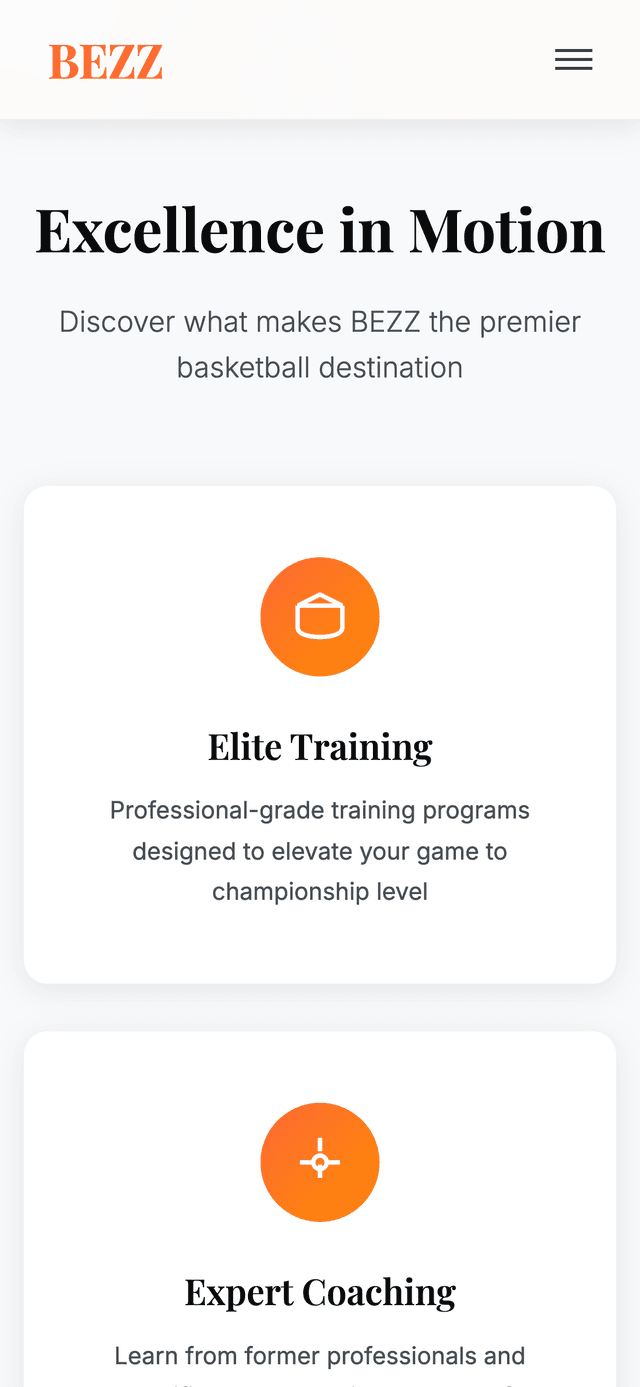 BEZZ
Excellence in Motion
Discover what makes BEZZ the premier
basketball destination
Elite Training
Professional-grade training programs
designed to elevate your game to
championship level
Expert Coaching
Learn from former professionals and